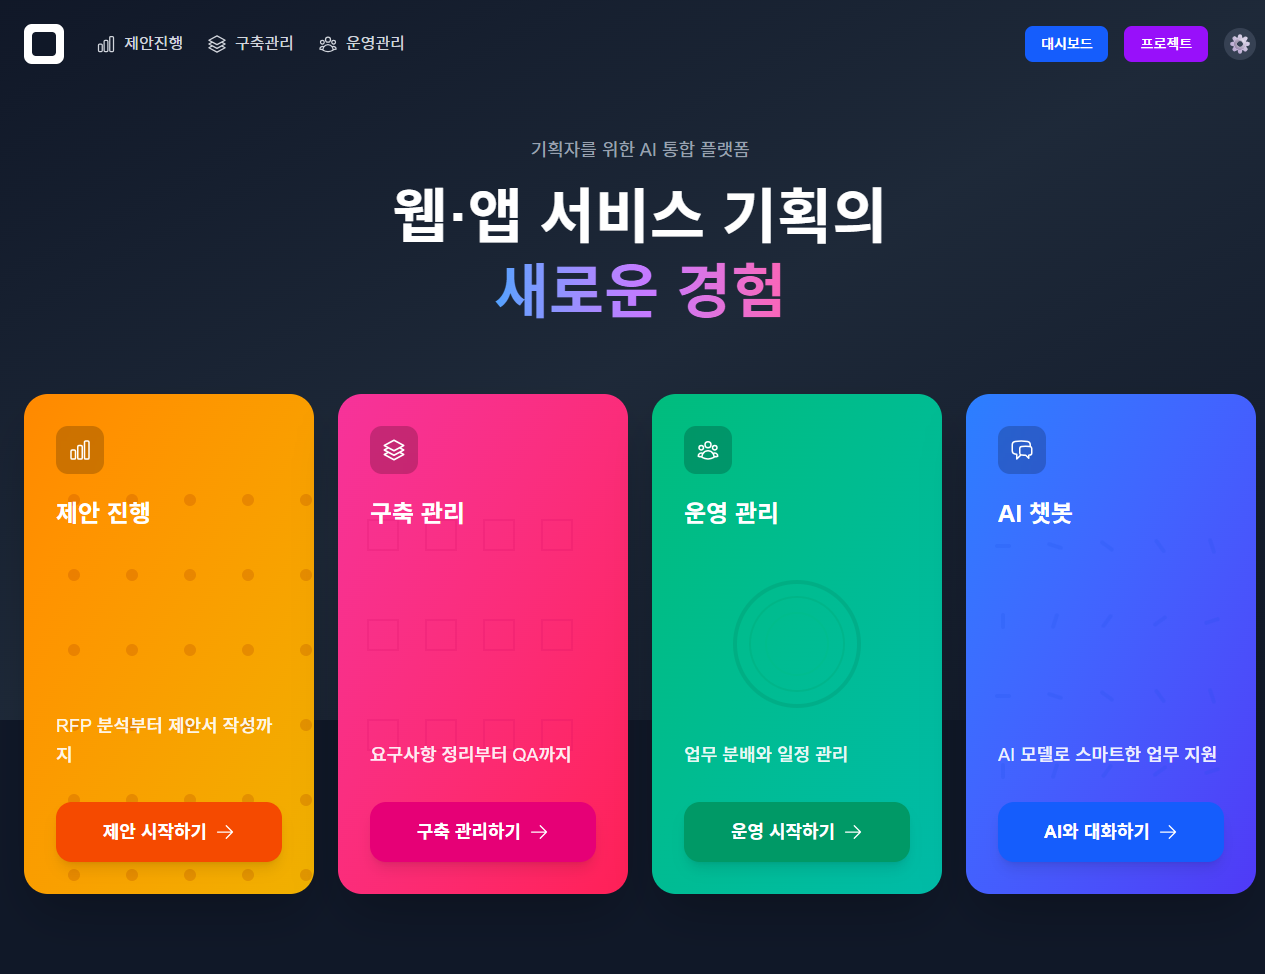 제안진행
구축관리
운영관리
대시보드
프로젝트
기획자를 위한 AI 통합 플랫폼
웹·앱 서비스 기획의
새로운 경험
제안 진행
RFP 분석부터 제안서 작성까
지
제안 시작하기 →
구축 관리
요구사항 정리부터 QA까지
구축 관리하기 →
운영 관리
업무 분배와 일정 관리
운영 시작하기 →
AI 챗봇
AI 모델로 스마트한 업무 지원
AI와 대화하기 →